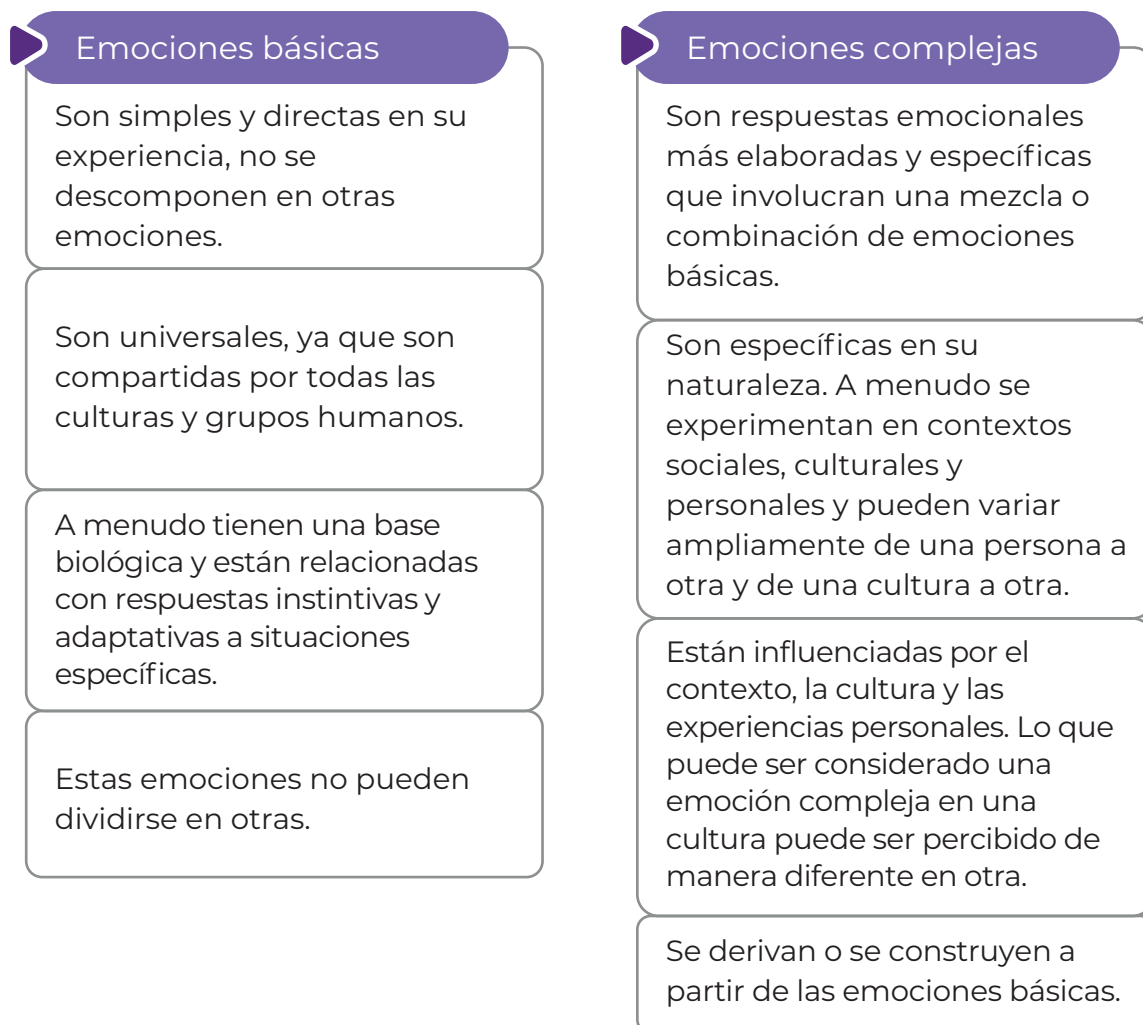 Emociones básicas
Son simples y directas en su
experiencia, no se
descomponen en otras
emociones.
Son universales, ya que son
compartidas por todas las
culturas y grupos humanos.
A menudo tienen una base
biológica y están relacionadas
con respuestas instintivas y
adaptativas a situaciones
específicas.
Estas emociones no pueden
dividirse en otras.
Emociones complejas
Son respuestas emocionales
más elaboradas y específicas
que involucran una mezcla o
combinación de emociones
básicas.
Son específicas en su
naturaleza. A menudo se
experimentan en contextos
sociales, culturales y
personales y pueden variar
ampliamente de una persona a
otra y de una cultura a otra.
Están influenciadas por el
contexto, la cultura y las
experiencias personales. Lo que
puede ser considerado una
emoción compleja en una
cultura puede ser percibido de
manera diferente en otra.
Se derivan o se construyen a
partir de las emociones básicas.